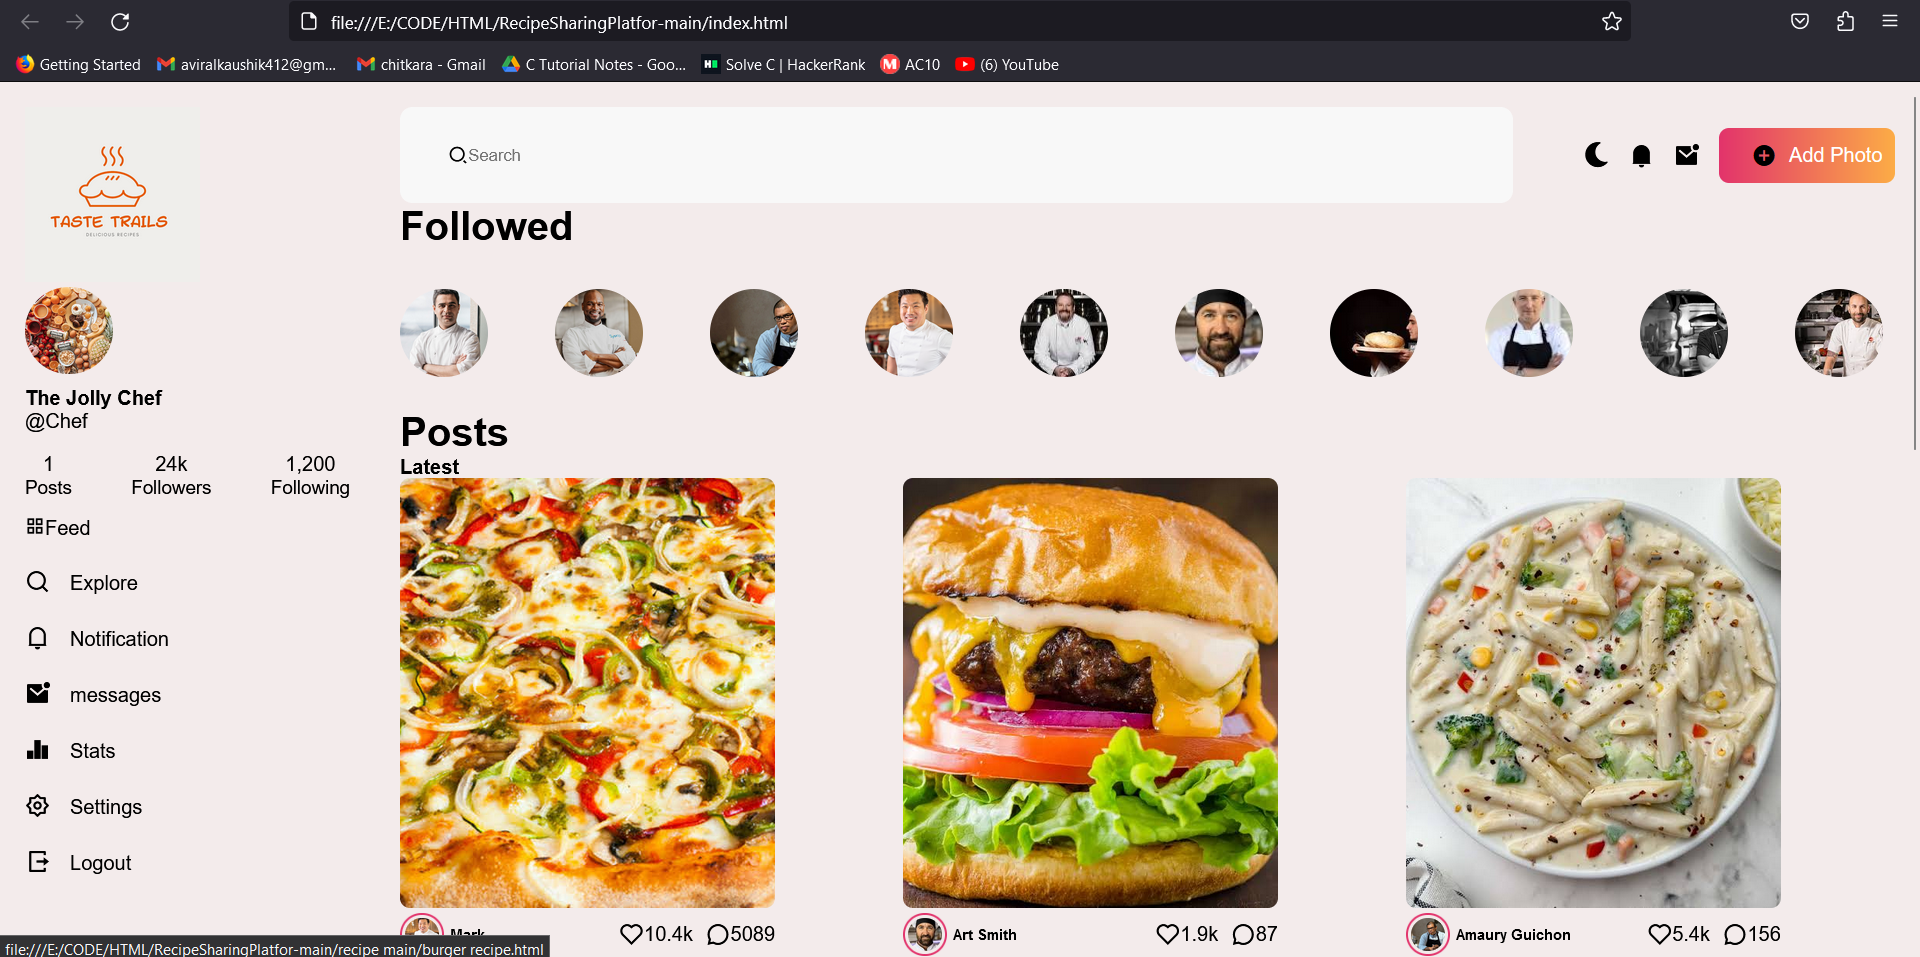 file:///E:/CODE/HTML/RecipeSharingPlatfor-main/index.html
Getting Started
aviralkaushik412@gm...
chitkara - Gmail
C Tutorial Notes - Goo...
H
Solve C | HackerRank
M
AC10
(6) YouTube
TASTE TRAILS
DELICIOUS RECIPES
Search
Add Photo
Followed
The Jolly Chef
@Chef
1
24k
1,200
Posts
Followers
Following
Feed
Explore
Notification
messages
Stats
Settings
Logout
Posts
Latest
Mark
10.4k
5089
Art Smith
1.9k
87
Amaury Guichon
5.4k
156
file:///E:/CODE/HTML/RecipeSharingPlatfor-main/recipe main/burger recipe.html